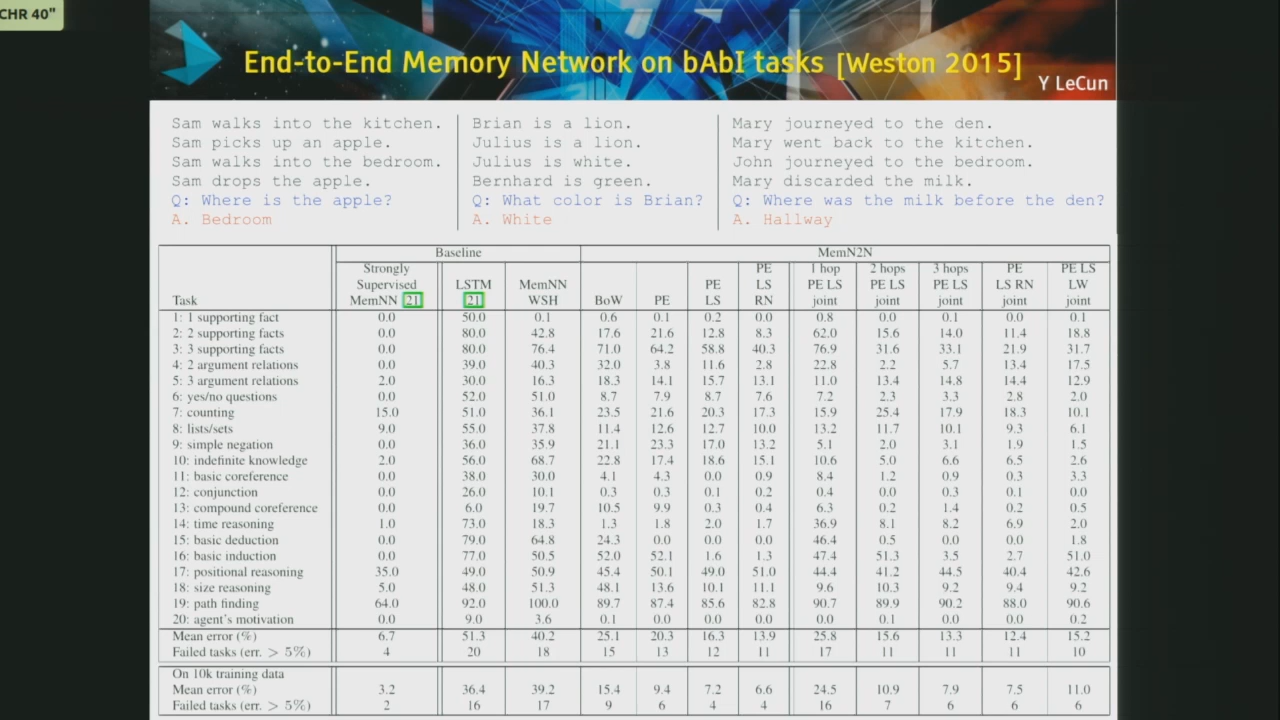 CHR 40"
End-to-End Memory Network on bAbI tasks [Weston 2015]
Y LeCun
Sam walks into the kitchen.
Sam picks up an apple.
Sam walks into the bedroom.
Sam drops the apple.
Q: Where is the apple?
A. Bedroom
Brian is a lion.
Julius is a lion.
Julius is white.
Bernhard is green.
Q: What color is Brian?
A. White
Mary journeyed to the den.
Mary went back to the kitchen.
John journeyed to the bedroom.
Mary discarded the milk.
Q: Where was the milk before the den?
A. Hallway
Baseline MemN2N
Strongly PE 1 hop 2 hops 3 hops PE PE LS
Supervised LSTM MemNN PE LS PE LS PE LS PE LS LS RN LW
Task MemNN [21] [21] WSH BoW PE LS RN joint joint joint joint joint
1: 1 supporting fact 0.0 50.0 0.1 0.6 0.1 0.2 0.0 0.8 0.0 0.1 0.0 0.1
2: 2 supporting facts 0.0 80.0 42.8 17.6 21.6 12.8 8.3 62.0 15.6 14.0 11.4 18.8
3: 3 supporting facts 0.0 80.0 76.4 71.0 64.2 58.8 40.3 76.9 31.6 33.1 21.9 31.7
4: 2 argument relations 0.0 39.0 40.3 32.0 3.8 11.6 2.8 22.8 2.2 5.7 13.4 17.5
5: 3 argument relations 2.0 30.0 16.3 18.3 14.1 15.7 13.1 11.0 13.4 14.8 14.4 12.9
6: yes/no questions 0.0 52.0 51.0 8.7 7.9 8.7 7.6 7.2 2.3 3.3 2.8 2.0
7: counting 15.0 51.0 36.1 23.5 21.6 20.3 17.3 15.9 25.4 17.9 18.3 10.1
8: lists/sets 9.0 55.0 37.8 11.4 12.6 12.7 10.0 13.2 11.7 10.1 9.3 6.1
9: simple negation 0.0 36.0 35.9 21.1 23.3 17.0 13.2 5.1 2.0 3.1 1.9 1.5
10: indefinite knowledge 2.0 56.0 68.7 22.8 17.4 18.6 15.1 10.6 5.0 6.6 6.5 2.6
11: basic coreference 0.0 38.0 30.0 4.1 4.3 0.0 0.9 8.4 1.2 0.9 0.3 3.3
12: conjunction 0.0 26.0 10.1 0.3 0.3 0.1 0.2 0.4 0.0 0.3 0.1 0.0
13: compound coreference 0.0 6.0 19.7 10.5 9.9 0.3 0.4 6.3 0.2 1.4 0.2 0.5
14: time reasoning 1.0 73.0 18.3 1.3 1.8 2.0 1.7 36.9 8.1 8.2 6.9 2.0
15: basic deduction 0.0 79.0 64.8 24.3 0.0 0.0 0.0 46.4 0.5 0.0 0.0 1.8
16: basic induction 0.0 77.0 50.5 52.0 52.1 1.6 1.3 47.4 51.3 3.5 2.7 51.0
17: positional reasoning 35.0 49.0 50.9 45.4 50.1 49.0 51.0 44.4 41.2 44.5 40.4 42.6
18: size reasoning 5.0 48.0 51.3 48.1 13.6 10.1 11.1 9.6 10.3 9.2 9.4 9.2
19: path finding 64.0 92.0 100.0 89.7 87.4 85.6 82.8 90.7 89.9 90.2 88.0 90.6
20: agent's motivation 0.0 9.0 3.6 0.1 0.0 0.0 0.0 0.0 0.1 0.0 0.0 0.2
Mean error (%) 6.7 51.3 40.2 25.1 20.3 16.3 13.9 25.8 15.6 13.3 12.4 15.2
Failed tasks (err. > 5%) 4 20 18 15 13 12 11 17 11 11 11 10
On 10k training data
Mean error (%) 3.2 36.4 39.2 15.4 9.4 7.2 6.6 24.5 10.9 7.9 7.5 11.0
Failed tasks (err. > 5%) 2 16 17 9 6 4 4 16 7 6 6 6